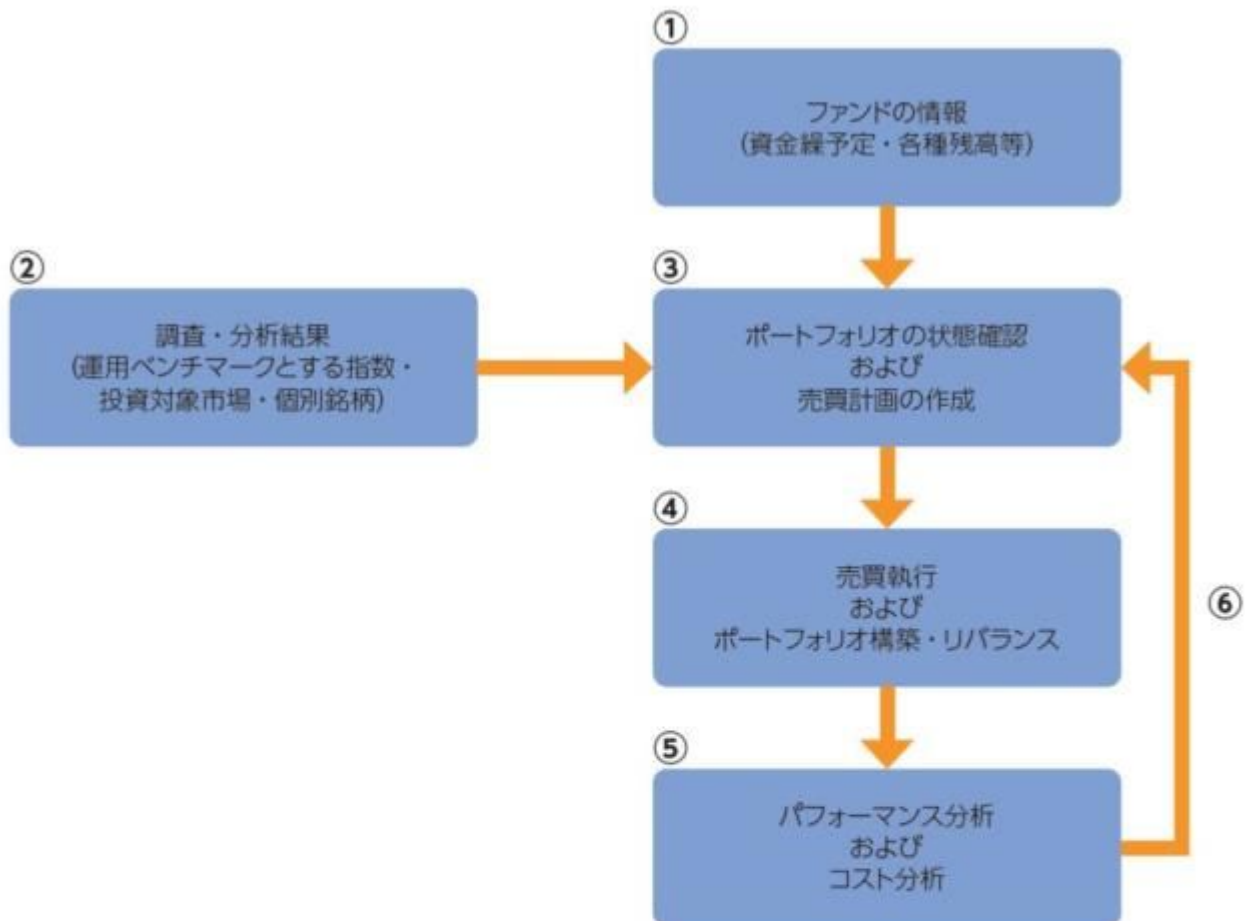 ①
ファンドの情報
(資金繰予定・各種残高等)
②
調査・分析結果
(運用ベンチマークとする指数・
投資対象市場・個別銘柄)
③
ポートフォリオの状態確認
および
売買計画の作成
④
売買執行
および
ポートフォリオ構築・リバランス
⑥
⑤
パフォーマンス分析
および
コスト分析